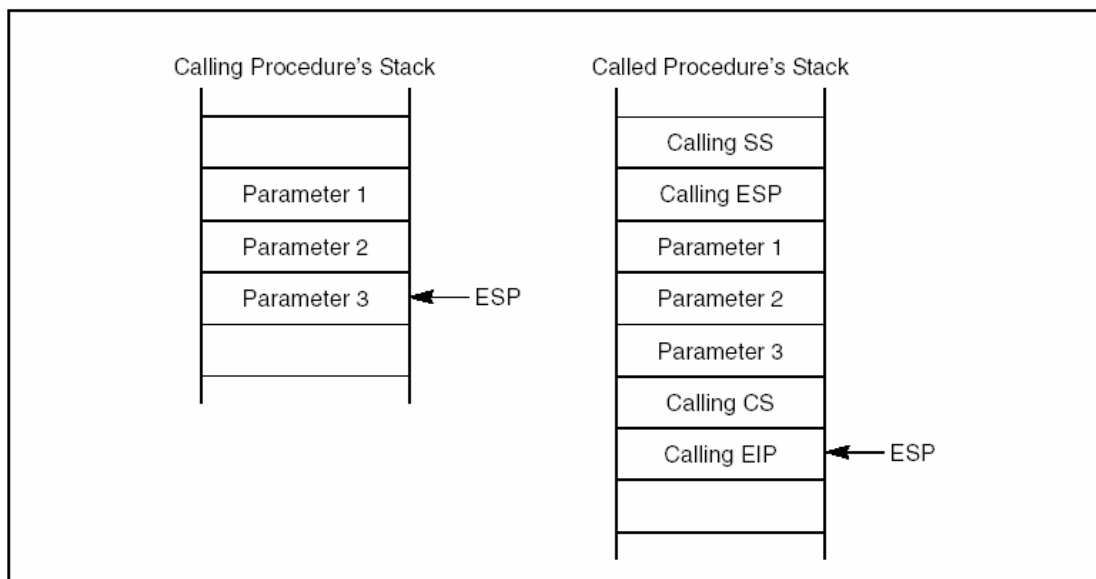 Calling Procedure's Stack
Parameter 1
Parameter 2
Parameter 3
ESP
Called Procedure's Stack
Calling SS
Calling ESP
Parameter 1
Parameter 2
Parameter 3
Calling CS
Calling EIP
ESP